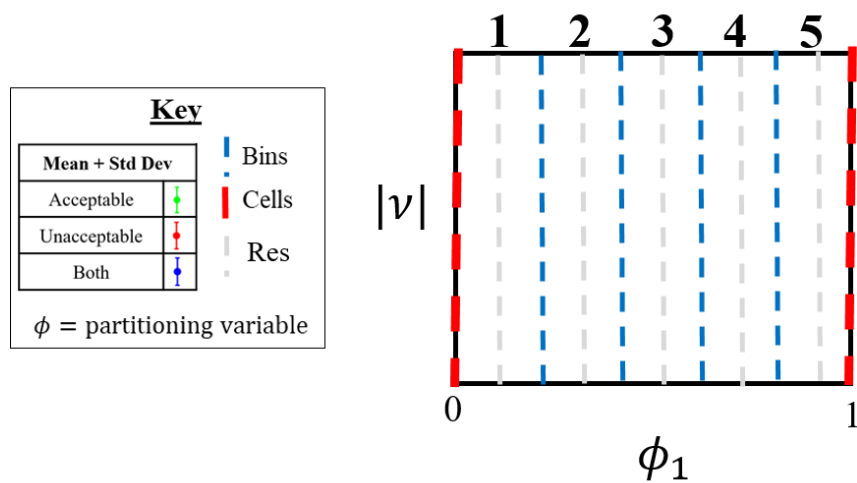 Key
Mean + Std Dev
Acceptable
Unacceptable
Both
Bins
Cells
Res
ϕ = partitioning variable
1 2 3 4 5
|ν|
0 1
ϕ₁